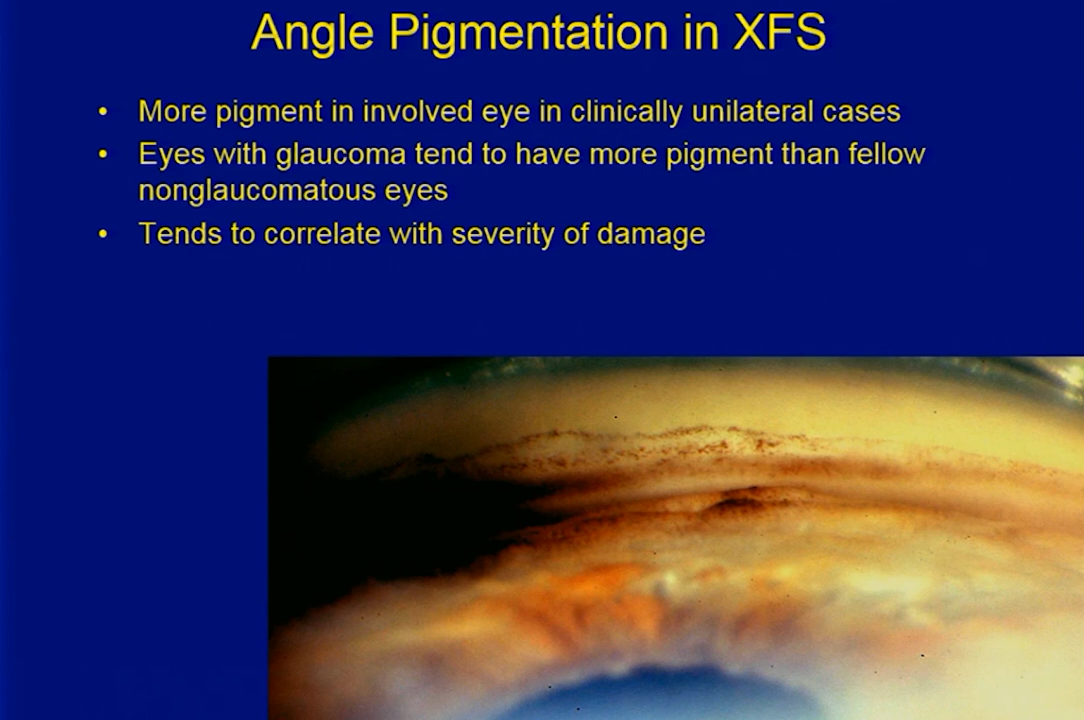 Angle Pigmentation in XFS
• More pigment in involved eye in clinically unilateral cases
• Eyes with glaucoma tend to have more pigment than fellow
nonglaucomatous eyes
• Tends to correlate with severity of damage